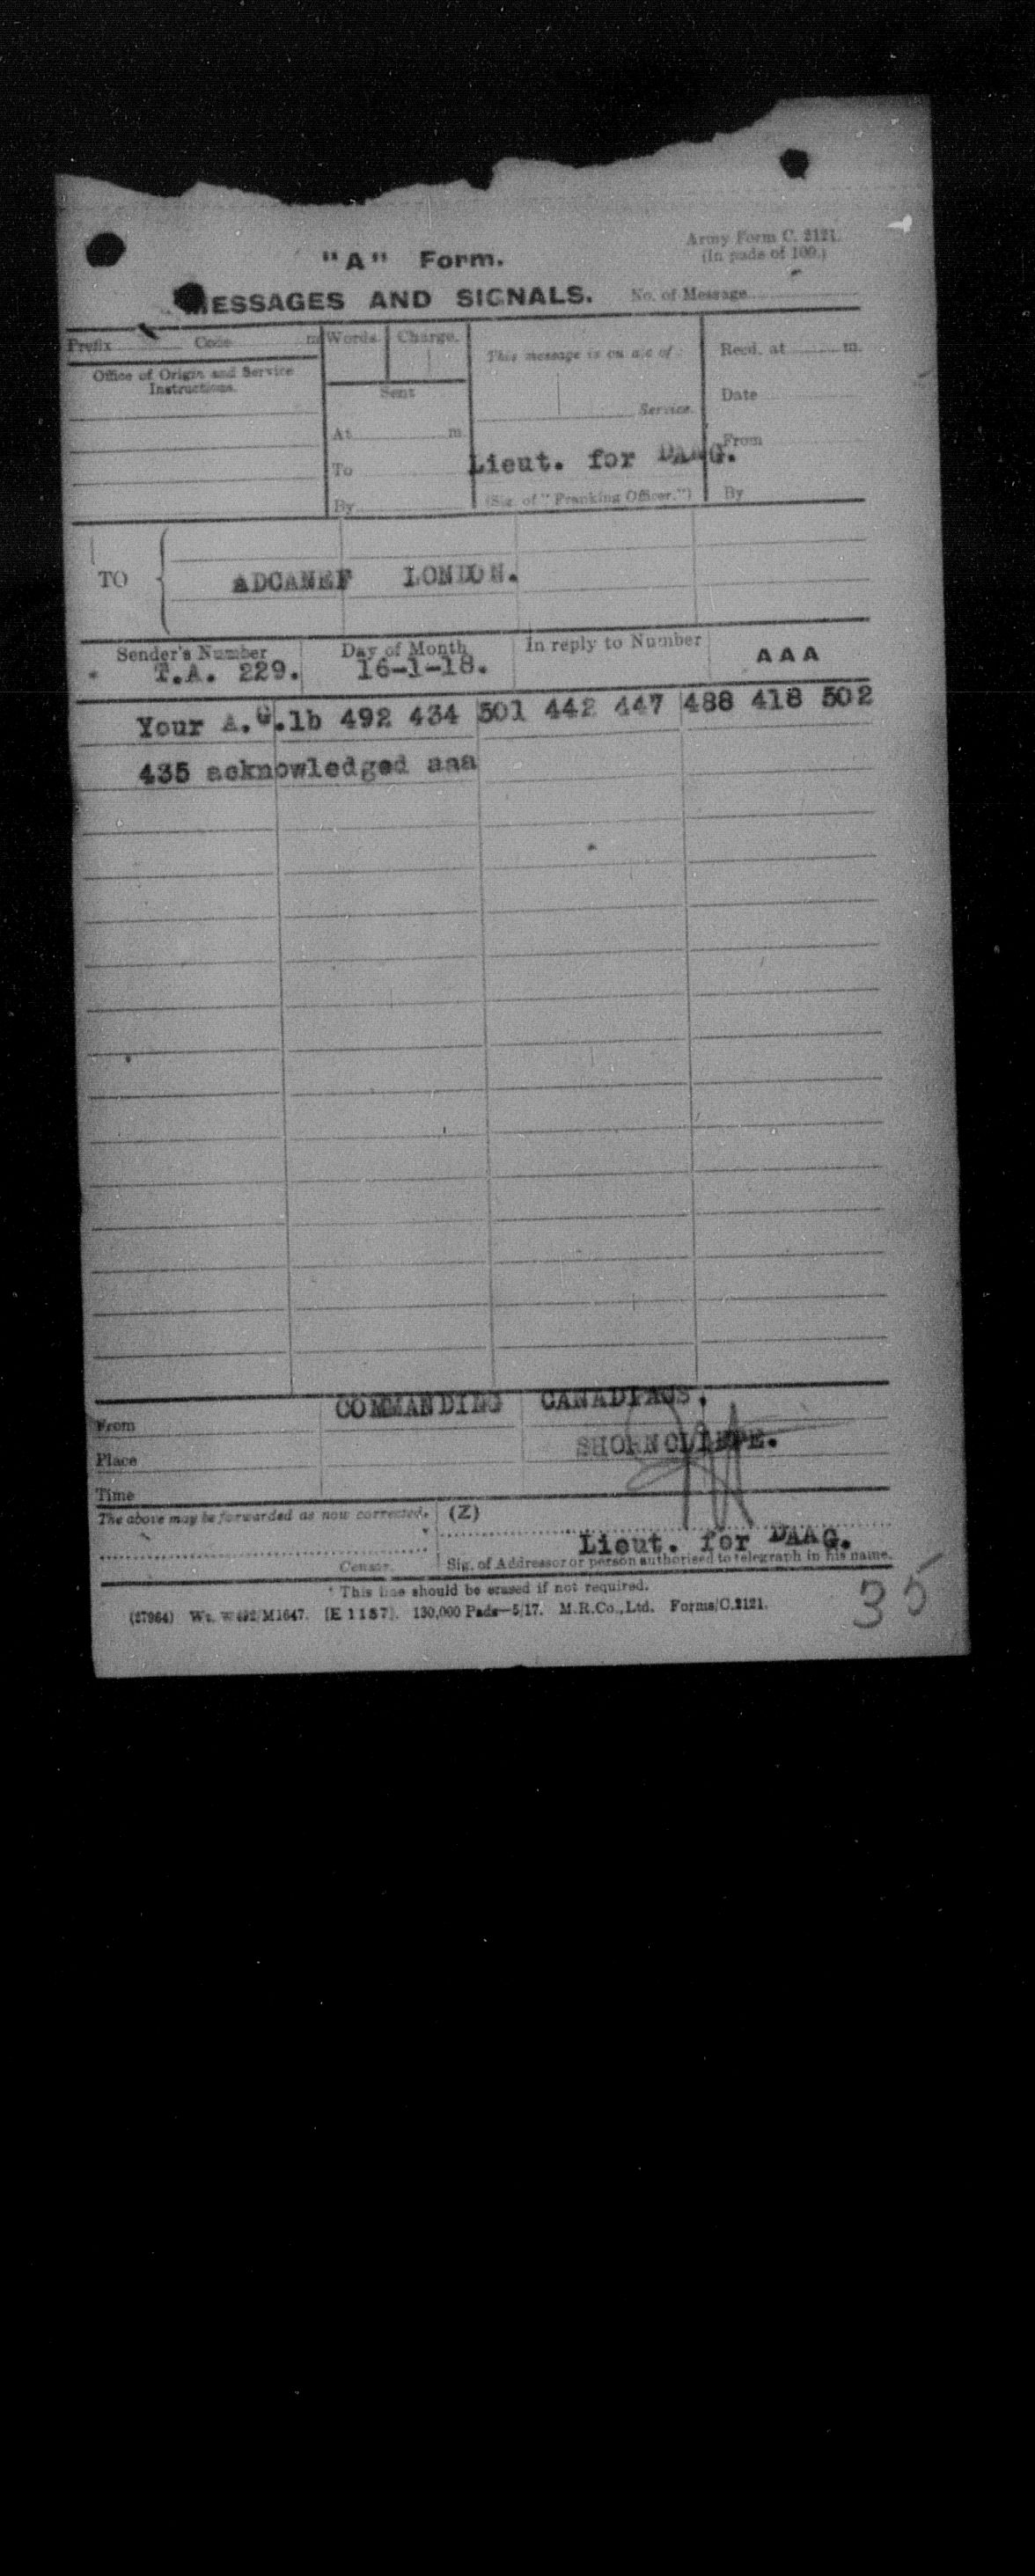 Army Form C. 2121.
"A" Form.
(In pads of 100.)
MESSAGES AND SIGNALS. No. of Message
Prefix Code m Words. Charge.
This message is on a/c of :
Recd. at m.
Office of Origin and Service
Instructions.
Sent
Date
Service.
At m.
From
To
Lieut. for DAAG.
By
(Sig. of "Franking Officer.")
By
TO
ADCANEF LONDON.
Sender's Number Day of Month In reply to Number
AAA
* T.A. 229. 16-1-18.
Your A.G.1b 492 434 501 442 447 488 418 502
435 acknowledged aaa
COMMANDING CANADIANS.
From
SHORNCLIFFE.
Place
Time
The above may be forwarded as now corrected. (Z)
Lieut. for DAAG.
Censor. Sig. of Addressor or person authorised to telegraph in his name.
* This line should be erased if not required.
(27964) Wt. W492/M1647. [E 1187]. 130,000 Pads—5/17. M.R.Co.,Ltd. Forms/C.2121.
35